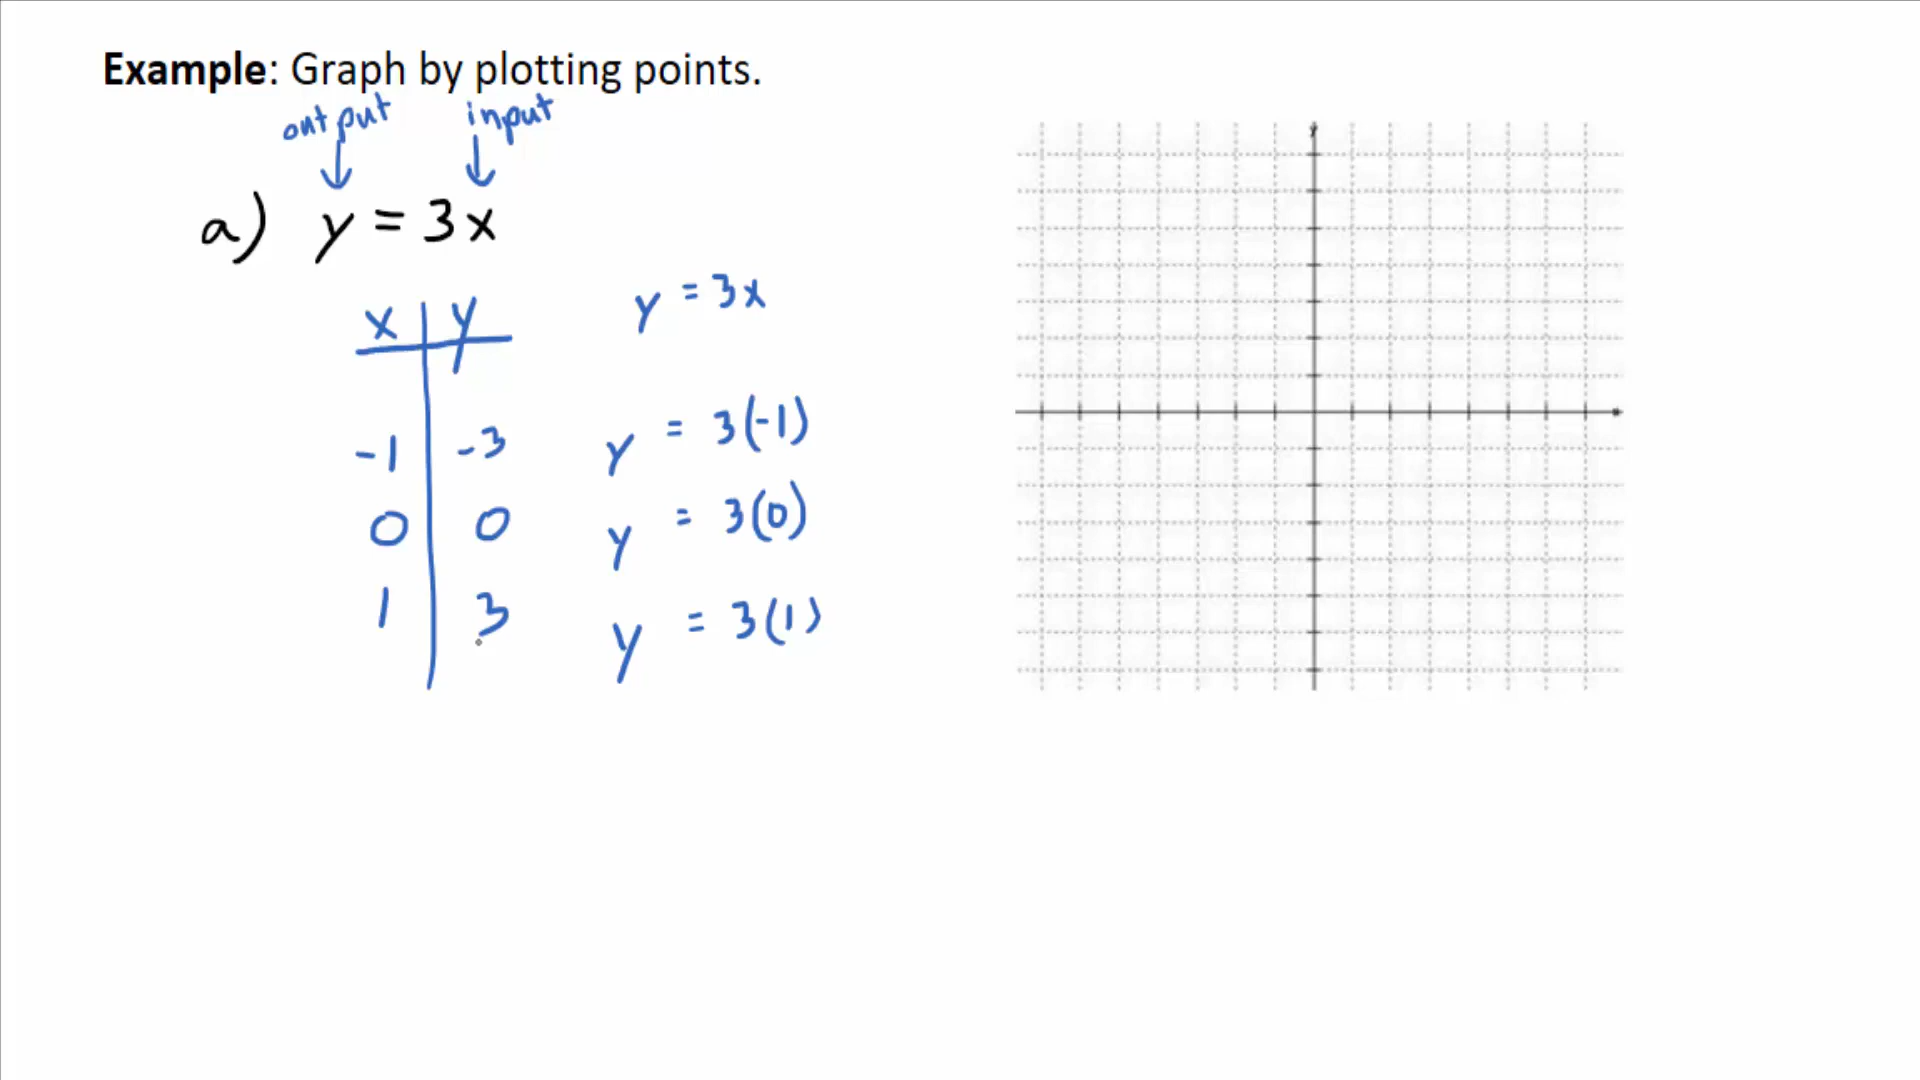 Example: Graph by plotting points.
output input
a) y = 3x
x y y = 3x
-1 -3 y = 3(-1)
0 0 y = 3(0)
1 3 y = 3(1)
y